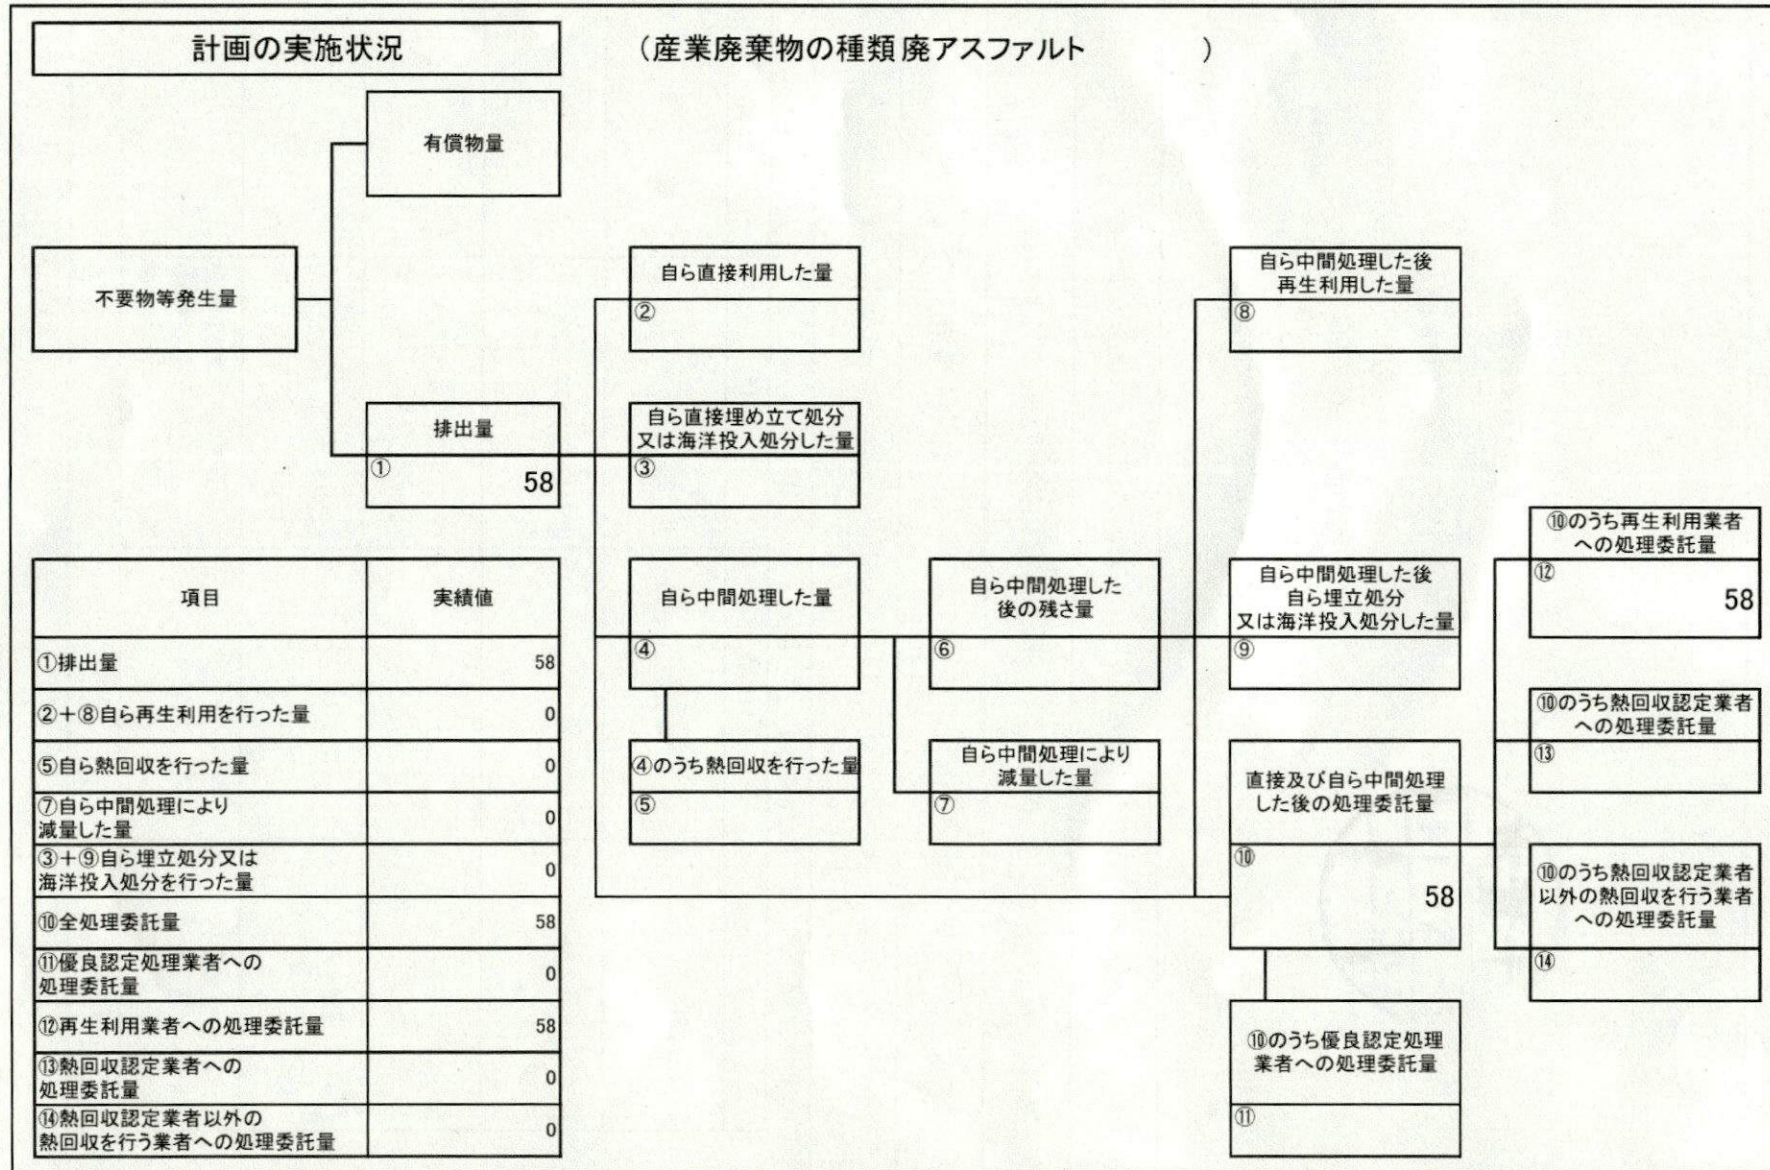 計画の実施状況
（産業廃棄物の種類 廃アスファルト ）
有償物量
不要物等発生量
排出量
①
58
自ら直接利用した量
②
自ら直接埋め立て処分
又は海洋投入処分した量
③
自ら中間処理した後
再生利用した量
⑧
自ら中間処理した量
④
④のうち熱回収を行った量
⑤
自ら中間処理した
後の残さ量
⑥
自ら中間処理により
減量した量
⑦
自ら中間処理した後
自ら埋立処分
又は海洋投入処分した量
⑨
直接及び自ら中間処理
した後の処理委託量
⑩
58
⑩のうち優良認定処理
業者への処理委託量
⑪
⑩のうち再生利用業者
への処理委託量
⑫
58
⑩のうち熱回収認定業者
への処理委託量
⑬
⑩のうち熱回収認定業者
以外の熱回収を行う業者
への処理委託量
⑭
項目 実績値
①排出量 58
②＋⑧自ら再生利用を行った量 0
⑤自ら熱回収を行った量 0
⑦自ら中間処理により
減量した量 0
③＋⑨自ら埋立処分又は
海洋投入処分を行った量 0
⑩全処理委託量 58
⑪優良認定処理業者への
処理委託量 0
⑫再生利用業者への処理委託量 58
⑬熱回収認定業者への
処理委託量 0
⑭熱回収認定業者以外の
熱回収を行う業者への処理委託量 0